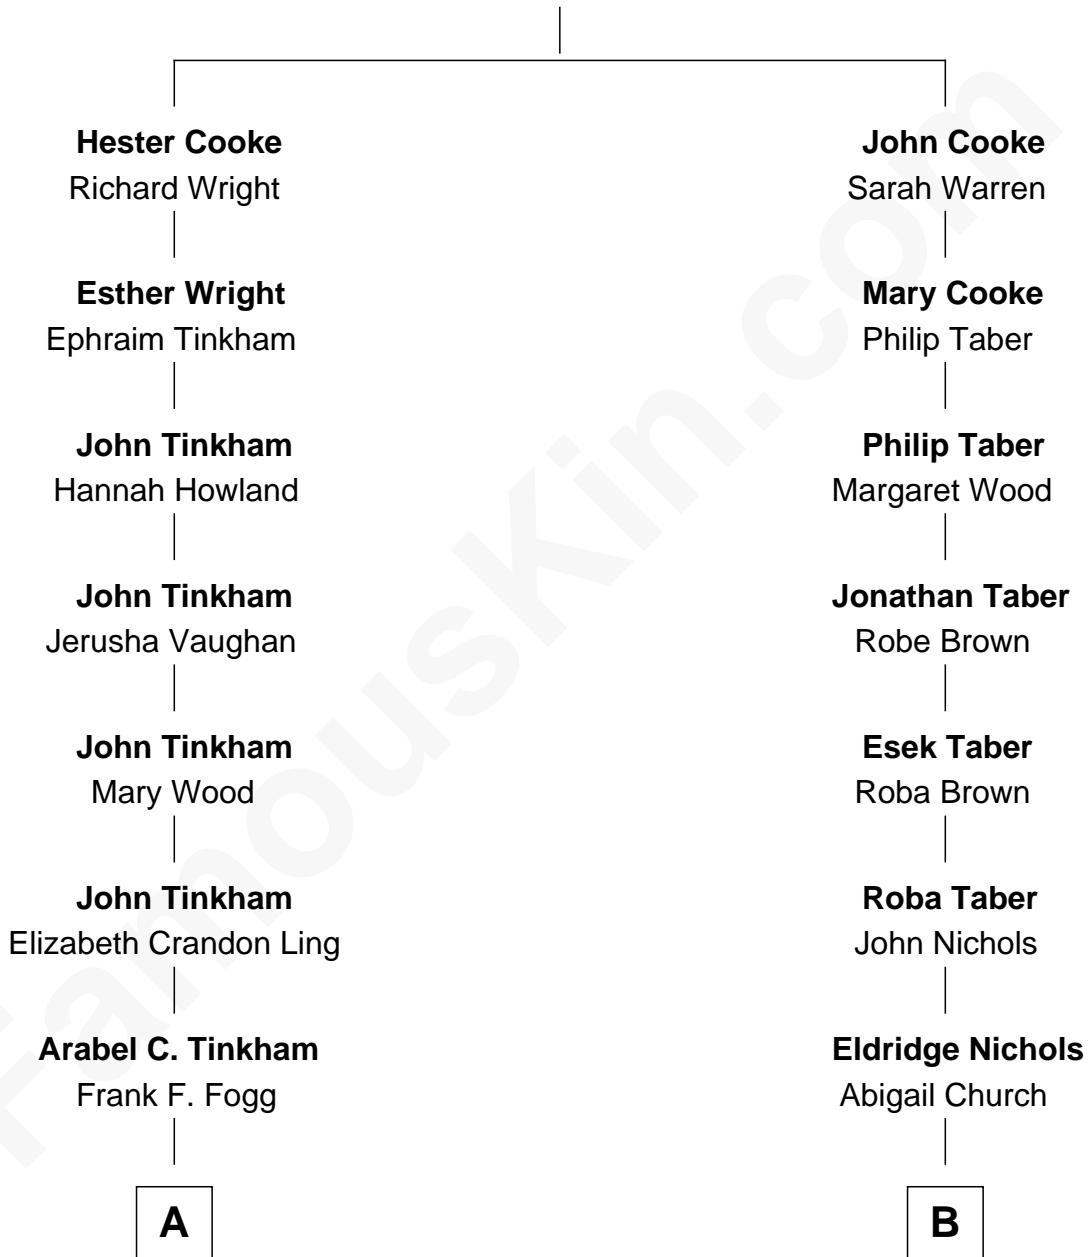 Hester Cooke
Richard Wright
Esther Wright
Ephraim Tinkham
John Tinkham
Hannah Howland
John Tinkham
Jerusha Vaughan
John Tinkham
Mary Wood
John Tinkham
Elizabeth Crandon Ling
Arabel C. Tinkham
Frank F. Fogg
A
John Cooke
Sarah Warren
Mary Cooke
Philip Taber
Philip Taber
Margaret Wood
Jonathan Taber
Robe Brown
Esek Taber
Roba Brown
Roba Taber
John Nichols
Eldridge Nichols
Abigail Church
B
FamousKin.com